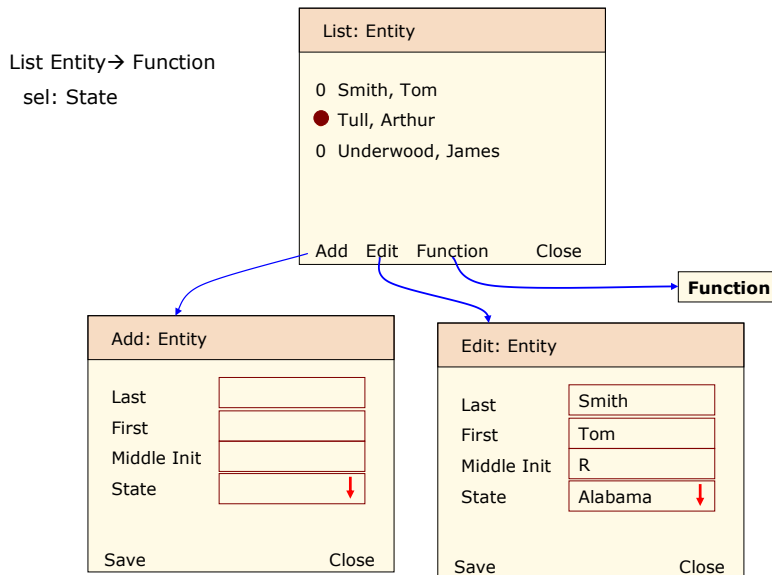 List Entity→ Function
sel: State
List: Entity
0 Smith, Tom
Tull, Arthur
0 Underwood, James
Add Edit Function Close
Function
Add: Entity
Last
First
Middle Init
State
Save Close
Edit: Entity
Last Smith
First Tom
Middle Init R
State Alabama
Save Close